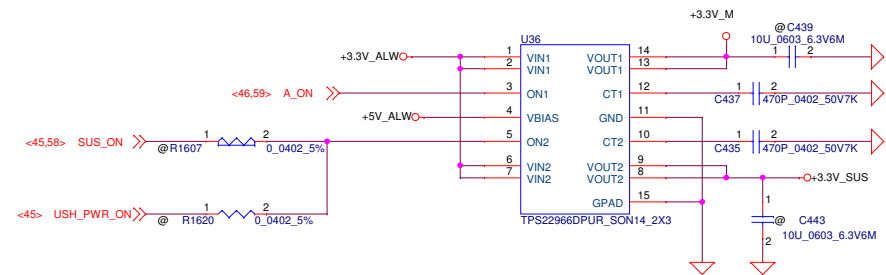 +3.3V_M
@ C439
10U_0603_6.3V6M
U36
+3.3V_ALW
1 VIN1 VOUT1 14
2 VIN1 VOUT1 13
1 2
<46,59> A_ON
3 ON1 CT1 12
1 2
C437 470P_0402_50V7K
+5V_ALW
4 VBIAS GND 11
<45,58> SUS_ON
1 2
@ R1607 0_0402_5%
5 ON2 CT2 10
1 2
C435 470P_0402_50V7K
6 VIN2 VOUT2 9
7 VIN2 VOUT2 8
+3.3V_SUS
GPAD 15
<45> USH_PWR_ON
1 2
@ R1620 0_0402_5%
TPS22966DPUR_SON14_2X3
1
@ C443
10U_0603_6.3V6M
2